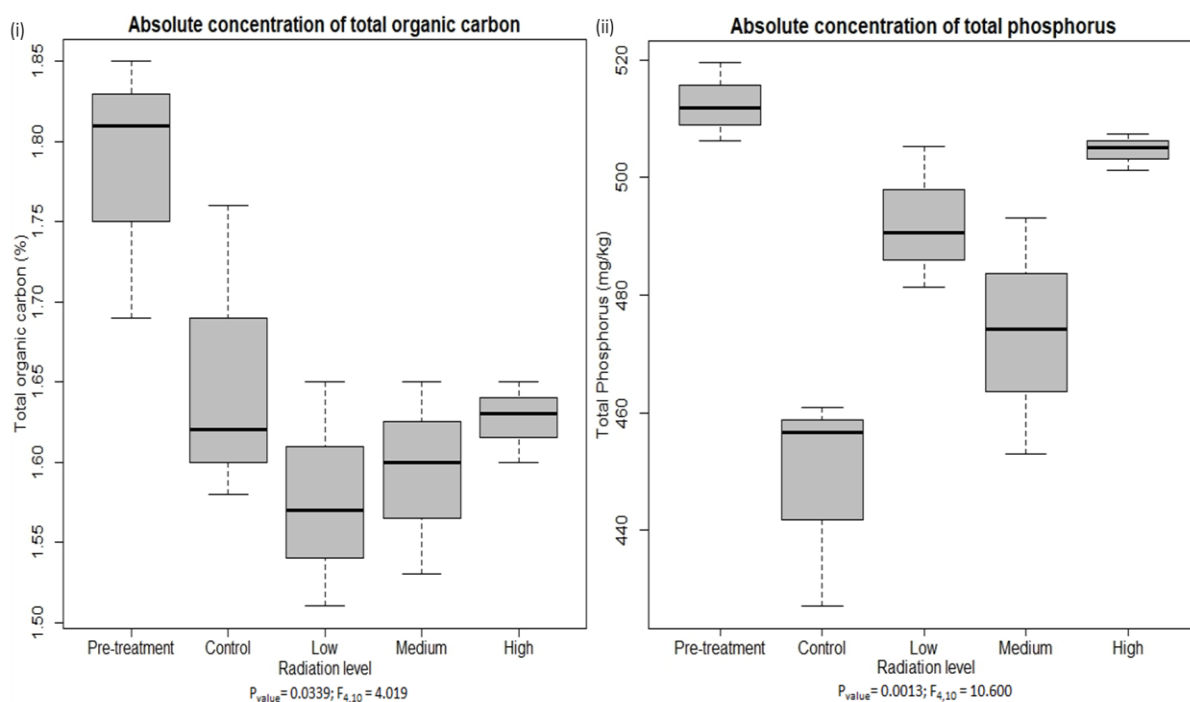 (i)
Absolute concentration of total organic carbon
Total organic carbon (%)
1.85
1.80
1.75
1.70
1.65
1.60
1.55
1.50
Pre-treatment Control Low Medium High
Radiation level
Pvalue= 0.0339; F4,10 = 4.019
(ii)
Absolute concentration of total phosphorus
Total Phosphorus (mg/kg)
520
500
480
460
440
Pre-treatment Control Low Medium High
Radiation level
Pvalue= 0.0013; F4,10 = 10.600